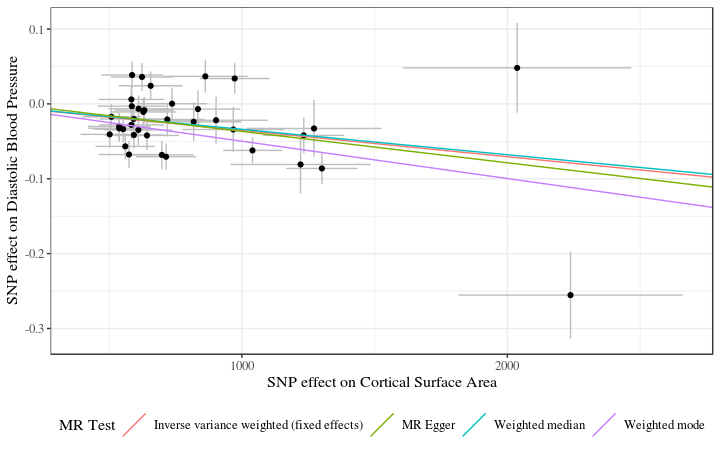 SNP effect on Diastolic Blood Pressure
0.1
0.0
-0.1
-0.2
-0.3
1000 2000
SNP effect on Cortical Surface Area
MR Test Inverse variance weighted (fixed effects) MR Egger Weighted median Weighted mode